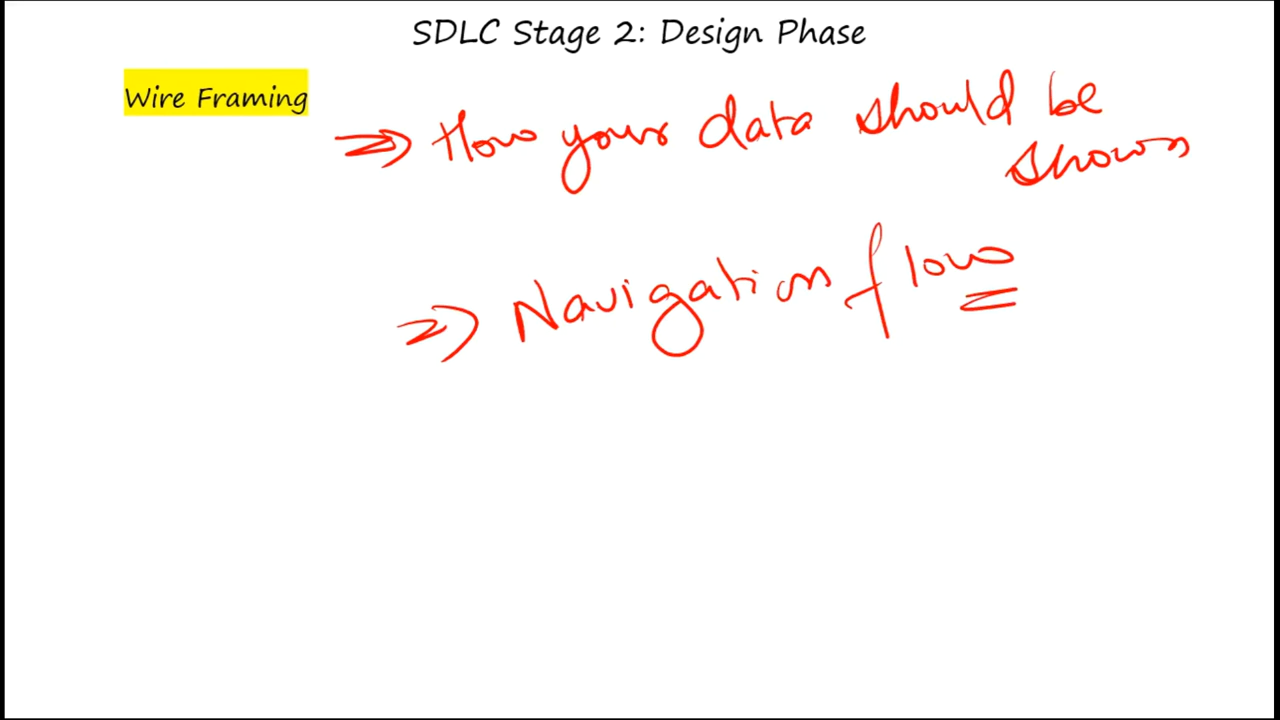 SDLC Stage 2: Design Phase
Wire Framing
⇒ How your data should be
shown
⇒ Navigation flow